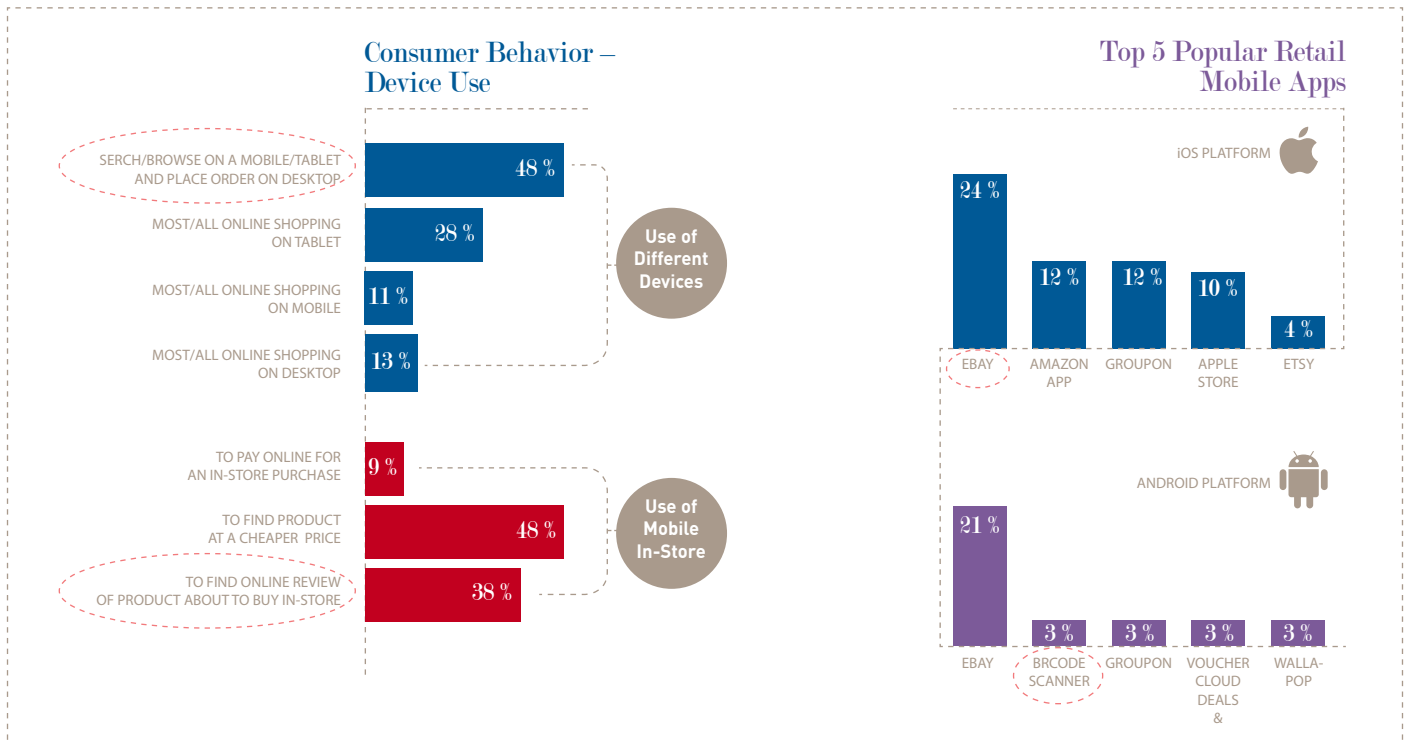 Consumer Behavior –
Device Use
SERCH/BROWSE ON A MOBILE/TABLET
AND PLACE ORDER ON DESKTOP
48 %
MOST/ALL ONLINE SHOPPING
ON TABLET
28 %
MOST/ALL ONLINE SHOPPING
ON MOBILE
11 %
MOST/ALL ONLINE SHOPPING
ON DESKTOP
13 %
Use of
Different
Devices
TO PAY ONLINE FOR
AN IN-STORE PURCHASE
9 %
TO FIND PRODUCT
AT A CHEAPER PRICE
48 %
TO FIND ONLINE REVIEW
OF PRODUCT ABOUT TO BUY IN-STORE
38 %
Use of
Mobile
In-Store
Top 5 Popular Retail
Mobile Apps
iOS PLATFORM
24 %
12 %
12 %
10 %
4 %
EBAY
AMAZON
APP
GROUPON
APPLE
STORE
ETSY
ANDROID PLATFORM
21 %
3 %
3 %
3 %
3 %
EBAY
BRCODE
SCANNER
GROUPON
VOUCHER
CLOUD
DEALS
&
WALLA-
POP